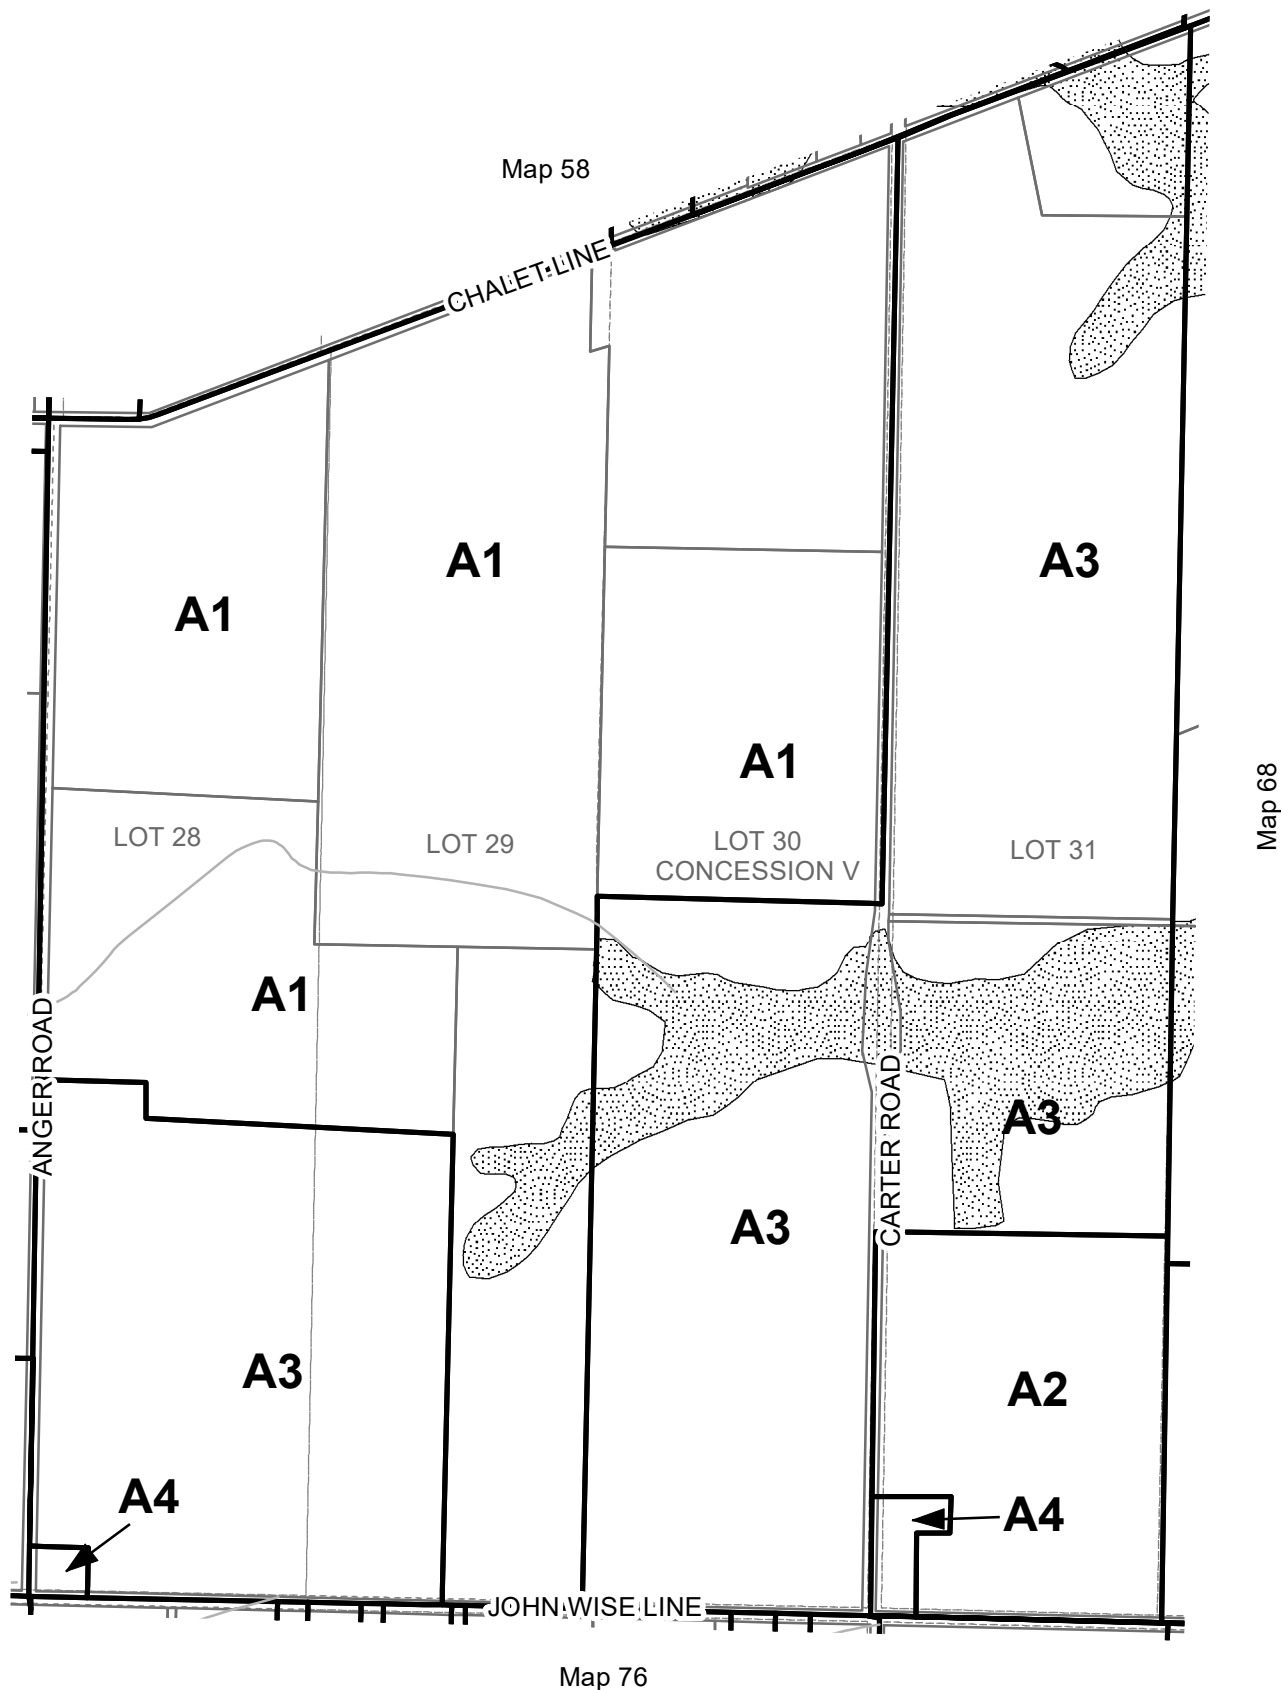 Map 58
CHALET LINE
A1
A1
A3
A1
Map 68
LOT 28
LOT 29
LOT 30
CONCESSION V
LOT 31
A1
ANGER ROAD
CARTER ROAD
A3
A3
A3
A2
A4
A4
JOHN WISE LINE
Map 76